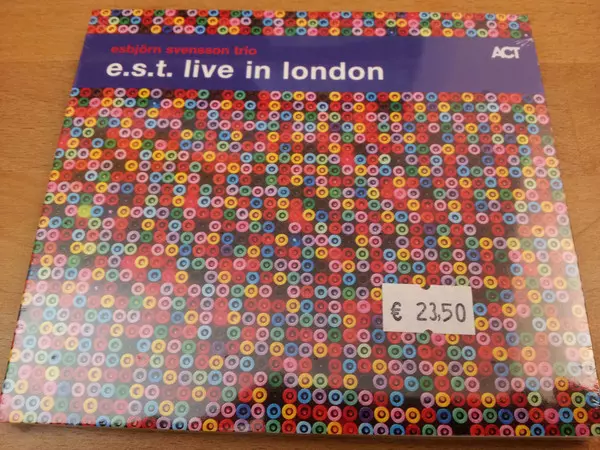 esbjörn svensson trio
e.s.t. live in london
ACT
€ 23,50